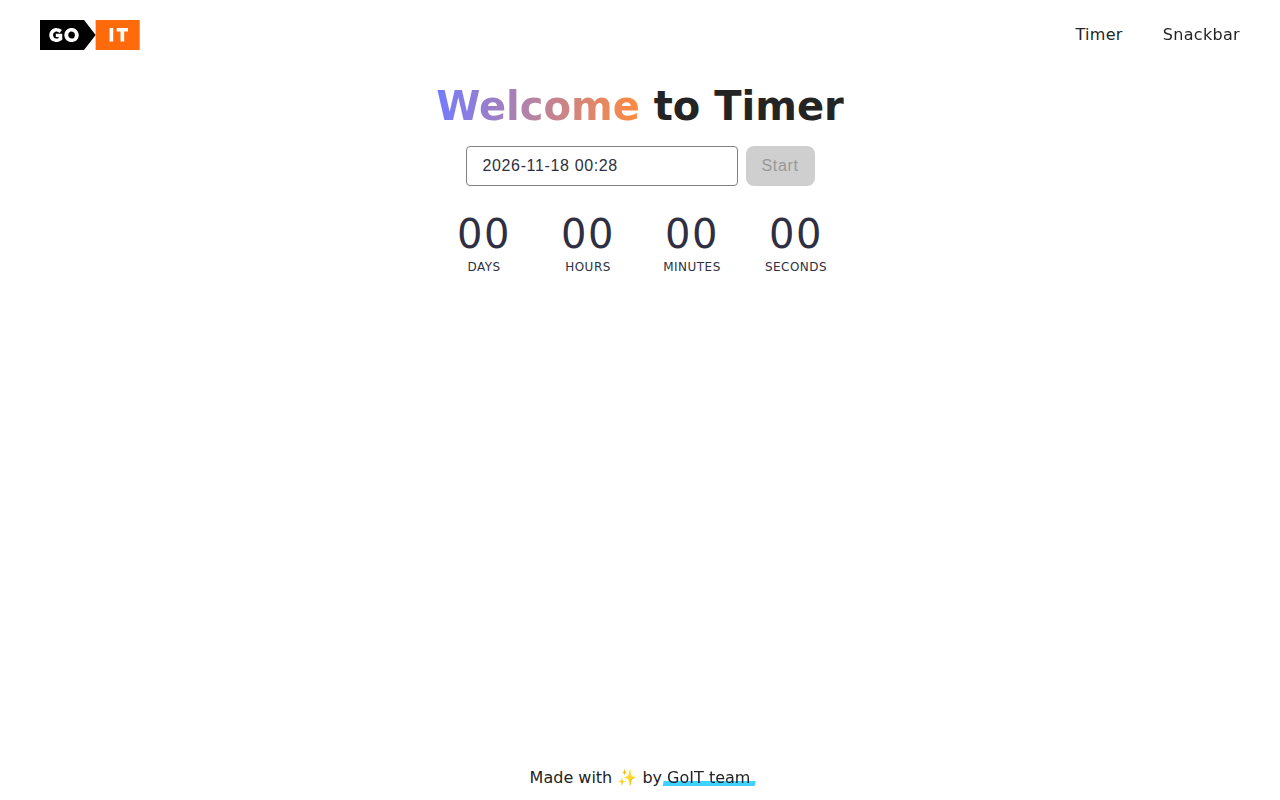 GO IT
Timer Snackbar
Welcome to Timer
2026-11-18 00:28 Start
00 00 00 00
DAYS HOURS MINUTES SECONDS
Made with ✨ by GoIT team